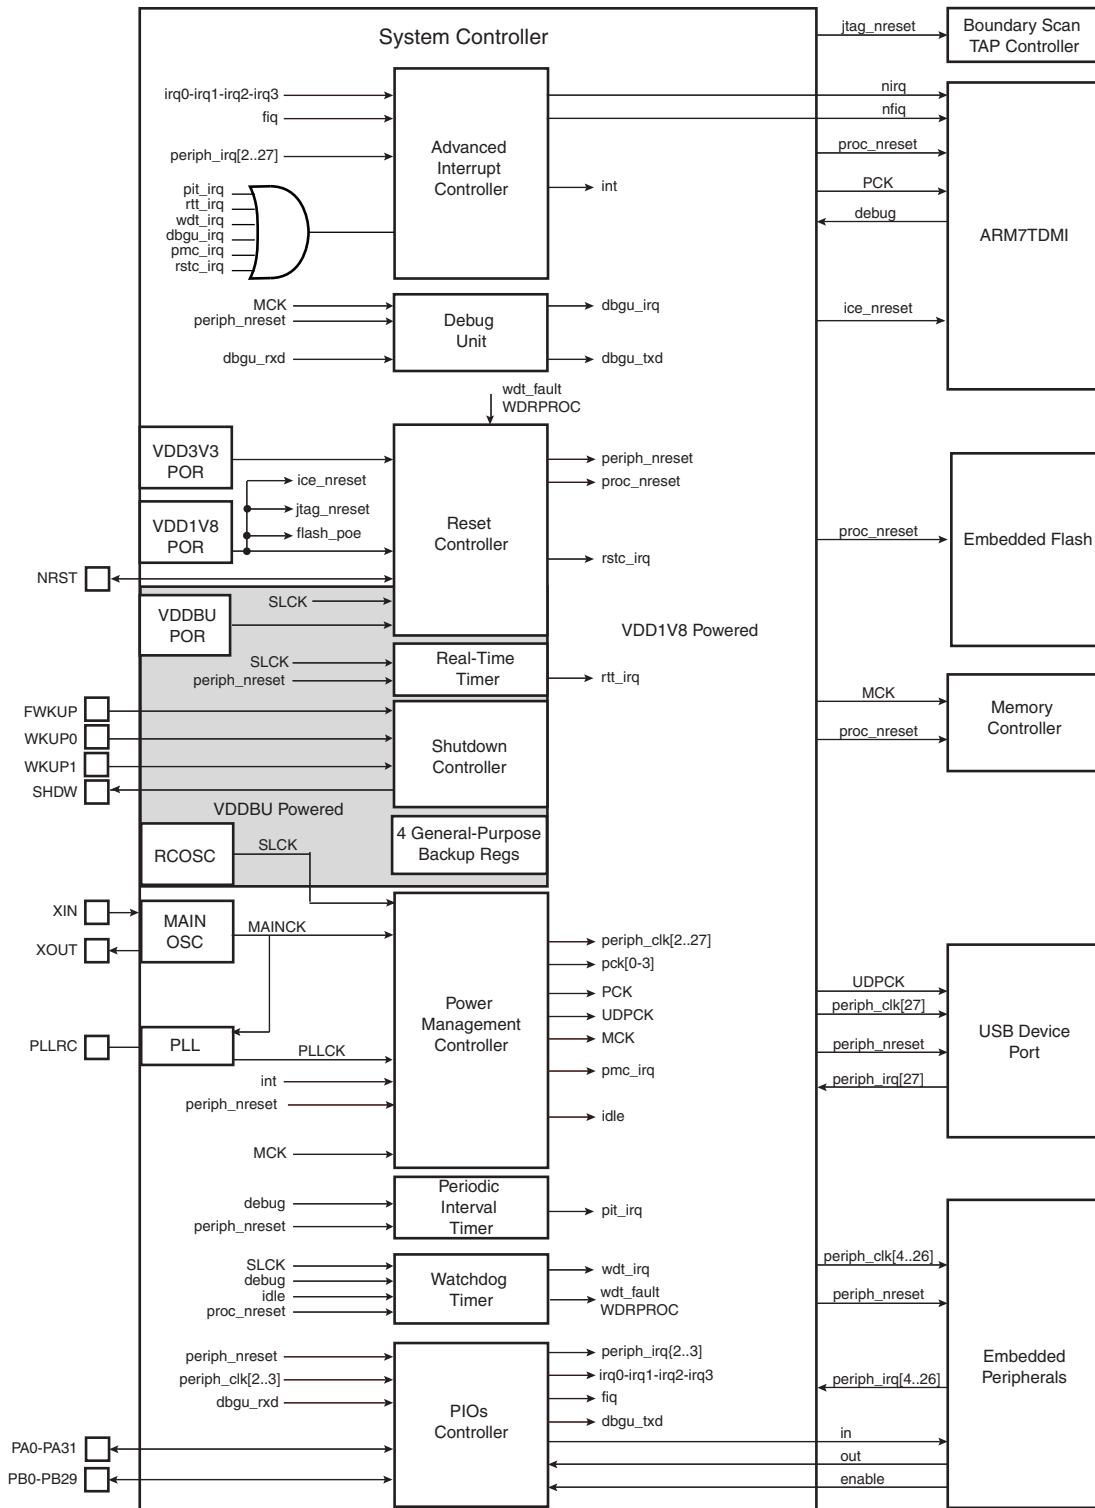 System Controller
jtag_nreset
Boundary Scan
TAP Controller
irq0-irq1-irq2-irq3
fiq
periph_irq[2..27]
pit_irq
rtt_irq
wdt_irq
dbgu_irq
pmc_irq
rstc_irq
Advanced
Interrupt
Controller
int
nirq
nfiq
proc_nreset
PCK
debug
ice_nreset
ARM7TDMI
MCK
periph_nreset
dbgu_rxd
Debug
Unit
dbgu_irq
dbgu_txd
wdt_fault
WDRPROC
VDD3V3
POR
VDD1V8
POR
ice_nreset
jtag_nreset
flash_poe
NRST
Reset
Controller
periph_nreset
proc_nreset
rstc_irq
proc_nreset
Embedded Flash
VDDBU
POR
SLCK
VDD1V8 Powered
SLCK
periph_nreset
Real-Time
Timer
rtt_irq
FWKUP
WKUP0
WKUP1
SHDW
Shutdown
Controller
MCK
proc_nreset
Memory
Controller
VDDBU Powered
RCOSC
SLCK
4 General-Purpose
Backup Regs
XIN
XOUT
MAIN
OSC
MAINCK
PLLRC
PLL
PLLCK
int
periph_nreset
MCK
Power
Management
Controller
periph_clk[2..27]
pck[0-3]
PCK
UDPCK
MCK
pmc_irq
idle
UDPCK
periph_clk[27]
periph_nreset
periph_irq[27]
USB Device
Port
debug
periph_nreset
Periodic
Interval
Timer
pit_irq
SLCK
debug
idle
proc_nreset
Watchdog
Timer
wdt_irq
wdt_fault
WDRPROC
periph_clk[4..26]
periph_nreset
periph_irq[4..26]
in
out
enable
Embedded
Peripherals
periph_nreset
periph_clk[2..3]
dbgu_rxd
PA0-PA31
PB0-PB29
PIOs
Controller
periph_irq{2..3]
irq0-irq1-irq2-irq3
fiq
dbgu_txd